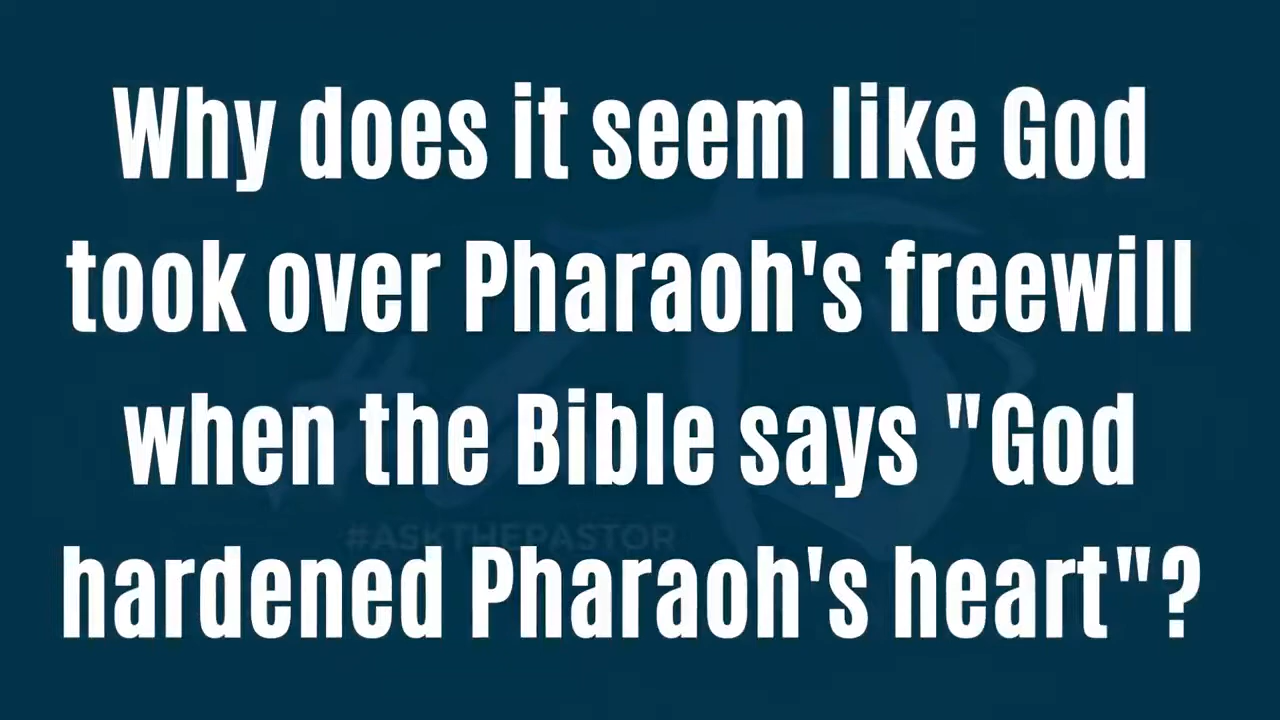 Why does it seem like God
took over Pharaoh's freewill
when the Bible says "God
#ASKTHEPASTOR
hardened Pharaoh's heart"?